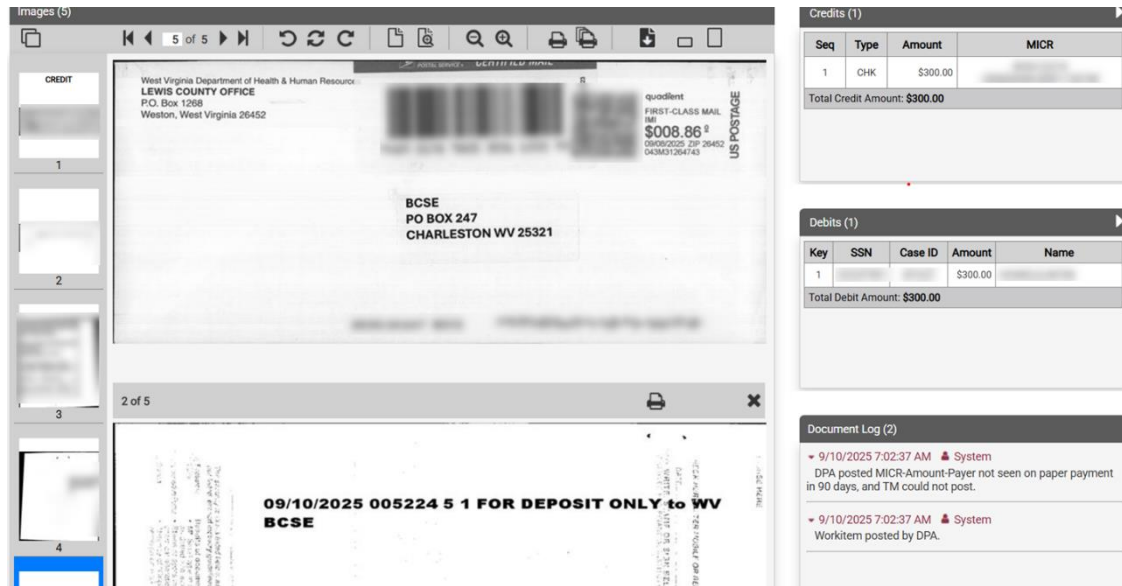 Images (5)
5 of 5
CREDIT
1
2
3
4
POSTAL SERVICE CERTIFIED MAIL
West Virginia Department of Health & Human Resource
LEWIS COUNTY OFFICE
P.O. Box 1268
Weston, West Virginia 26452
quadient
FIRST-CLASS MAIL
IMI
$008.86
09/08/2025 ZIP 26452
043M31264743
US POSTAGE
BCSE
PO BOX 247
CHARLESTON WV 25321
2 of 5
09/10/2025 005224 5 1 FOR DEPOSIT ONLY to WV
BCSE
Credits (1)
Seq Type Amount MICR
1 CHK $300.00
Total Credit Amount: $300.00
Debits (1)
Key SSN Case ID Amount Name
1 $300.00
Total Debit Amount: $300.00
Document Log (2)
9/10/2025 7:02:37 AM System
DPA posted MICR-Amount-Payer not seen on paper payment
in 90 days, and TM could not post.
9/10/2025 7:02:37 AM System
Workitem posted by DPA.